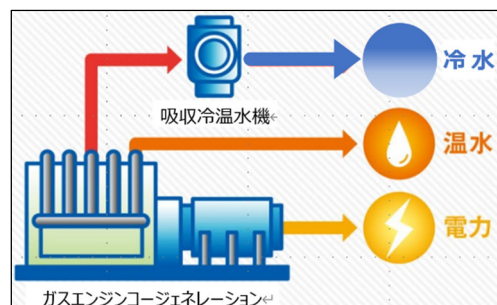 冷水
吸収冷温水機
温水
電力
ガスエンジンコージェネレーション